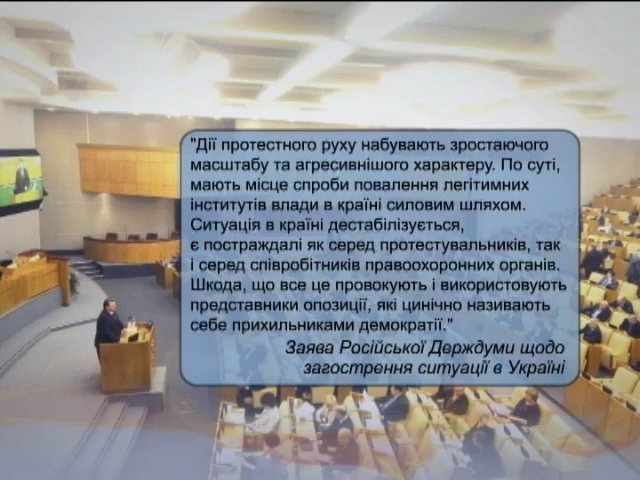 "Дії протестного руху набувають зростаючого
масштабу та агресивнішого характеру. По суті,
мають місце спроби повалення легітимних
інститутів влади в країні силовим шляхом.
Ситуація в країні дестабілізується,
є постраждалі як серед протестувальників, так
і серед співробітників правоохоронних органів.
Шкода, що все це провокують і використовують
представники опозиції, які цинічно називають
себе прихильниками демократії."
Заява Російської Держдуми щодо
загострення ситуації в Україні